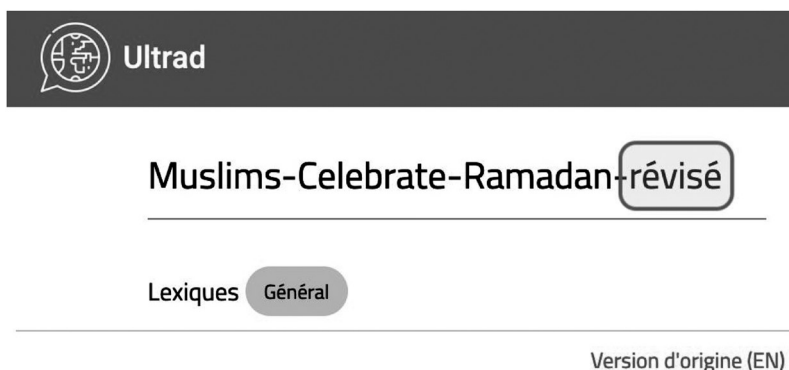 Ultrad
Muslims-Celebrate-Ramadan-révisé
Lexiques Général
Version d'origine (EN)